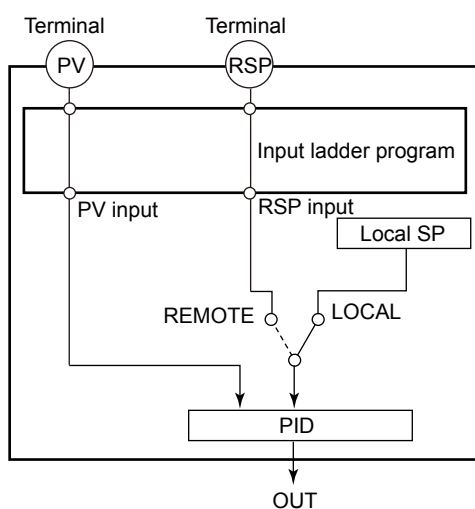 Terminal
Terminal
PV
RSP
Input ladder program
PV input
RSP input
Local SP
REMOTE
LOCAL
PID
OUT